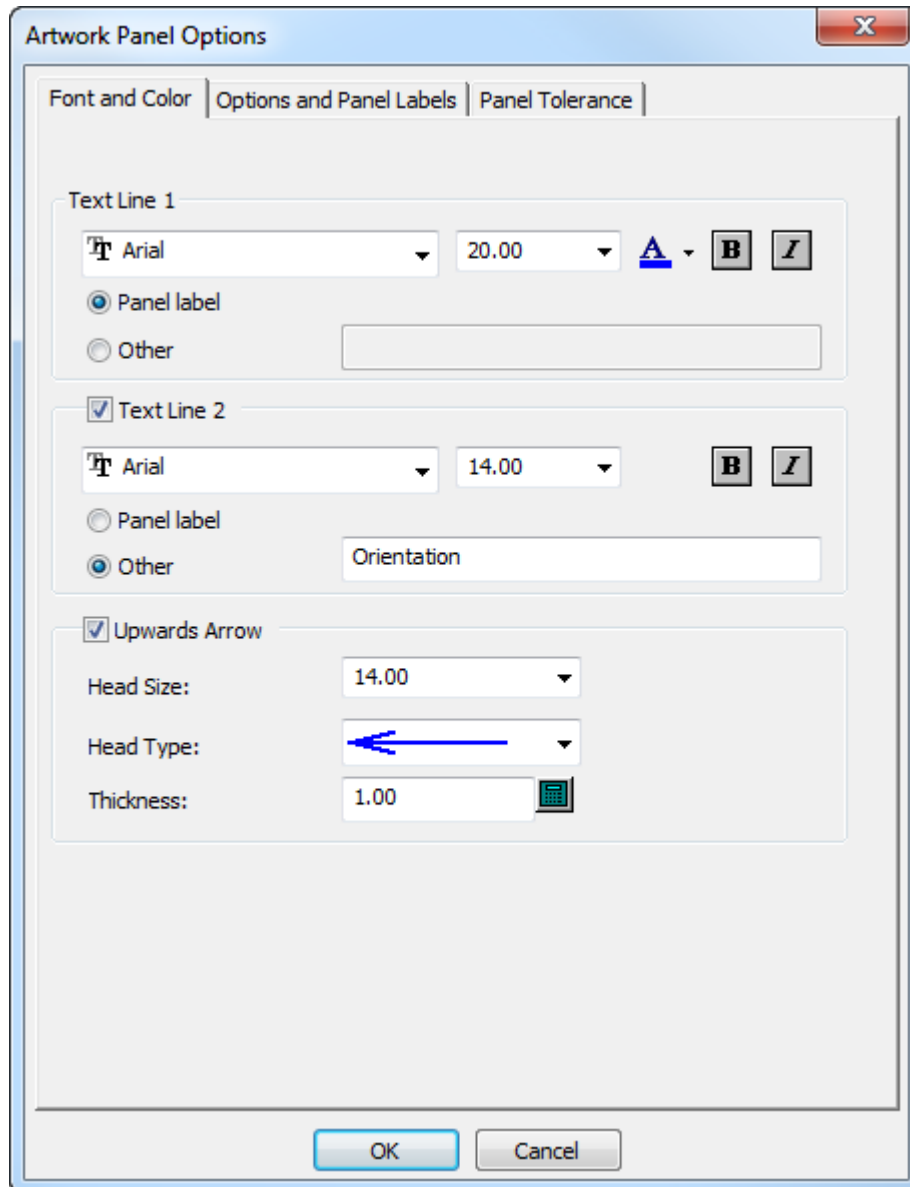 Artwork Panel Options
Font and Color Options and Panel Labels Panel Tolerance
Text Line 1
Arial 20.00 A B I
Panel label
Other
Text Line 2
Arial 14.00 B I
Panel label
Other Orientation
Upwards Arrow
Head Size: 14.00
Head Type:
Thickness: 1.00
OK Cancel